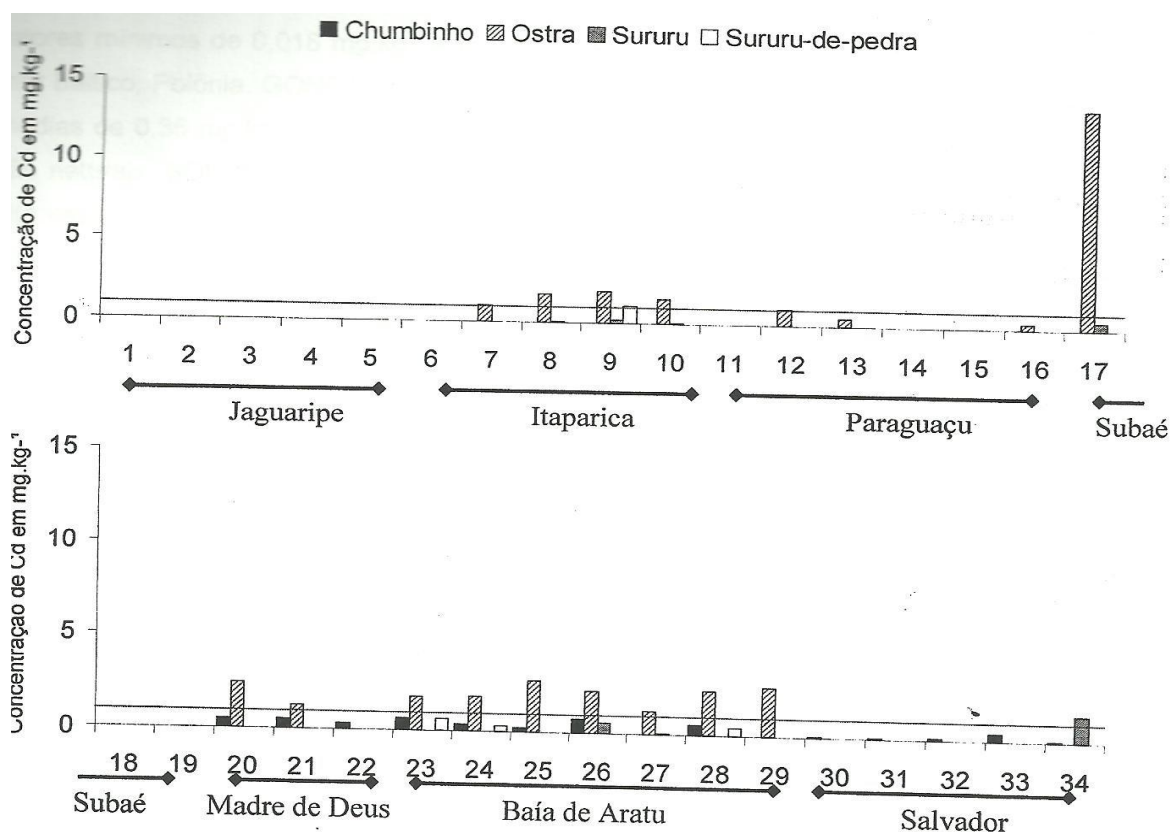 Chumbinho Ostra Sururu Sururu-de-pedra
Concentração de Cd em mg.kg-¹
15
10
5
0
1 2 3 4 5 6 7 8 9 10 11 12 13 14 15 16 17
Jaguaripe Itaparica Paraguaçu Subaé
Concentraçao de Cd em mg.kg-¹
15
10
5
0
18 19 20 21 22 23 24 25 26 27 28 29 30 31 32 33 34
Subaé Madre de Deus Baía de Aratu Salvador